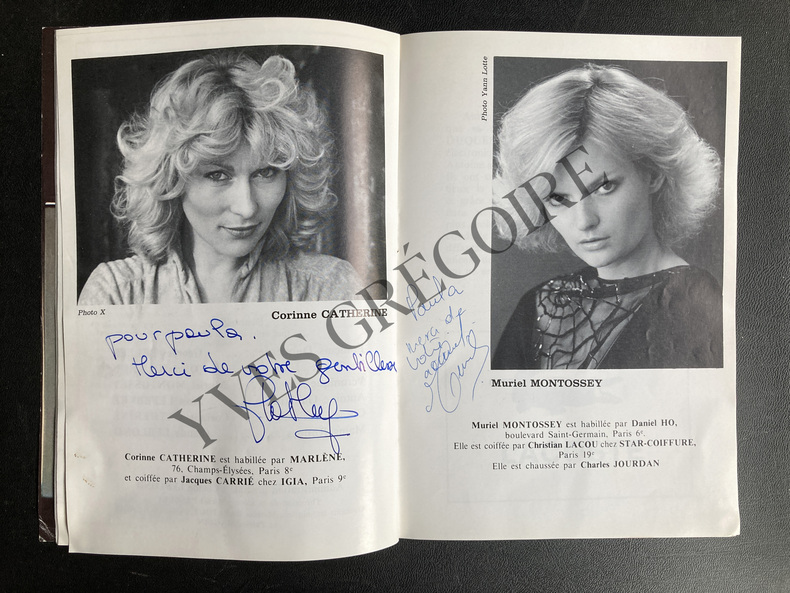 Photo X
Corinne CATHERINE
pour paula.
Merci de votre gentillesse
Corinne CATHERINE est habillée par MARLÈNE,
76, Champs-Élysées, Paris 8e
et coiffée par Jacques CARRIÉ chez IGIA, Paris 9e
Photo Yann Lotte
Paula
merci de
votre
Muriel MONTOSSEY
Muriel MONTOSSEY est habillée par Daniel HO,
boulevard Saint-Germain, Paris 6e.
Elle est coiffée par Christian LACOU chez STAR-COIFFURE,
Paris 19e
Elle est chaussée par Charles JOURDAN
YVES GRÉGOIRE